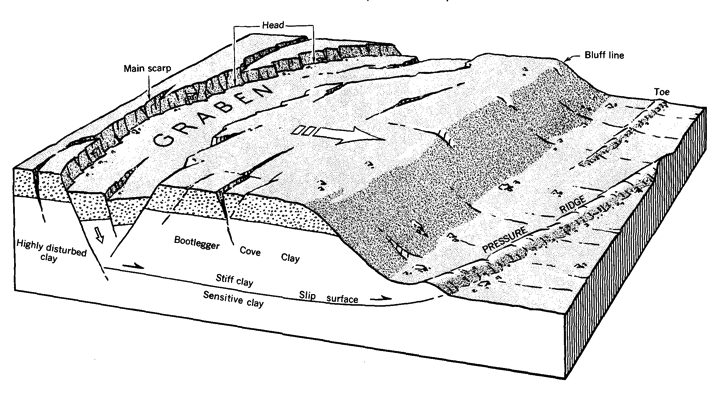 Head
Main scarp
Bluff line
GRABEN
Toe
PRESSURE RIDGE
Highly disturbed
clay
Bootlegger Cove Clay
Stiff clay
Sensitive clay
Slip surface